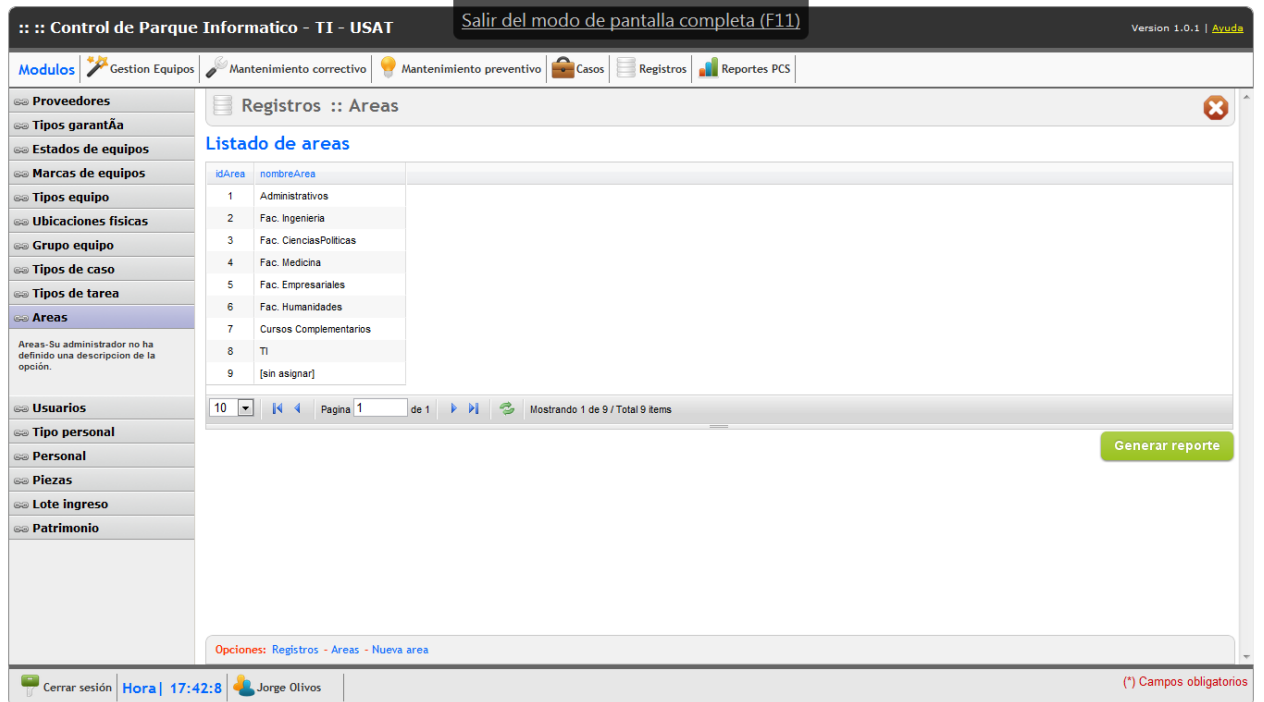 :: :: Control de Parque Informatico - TI - USAT
Salir del modo de pantalla completa (F11)
Version 1.0.1 | Ayuda
Modulos Gestion Equipos Mantenimiento correctivo Mantenimiento preventivo Casos Registros Reportes PCS
Proveedores
Tipos garantÃa
Estados de equipos
Marcas de equipos
Tipos equipo
Ubicaciones fisicas
Grupo equipo
Tipos de caso
Tipos de tarea
Areas
Areas-Su administrador no ha
definido una descripcion de la
opción.
Usuarios
Tipo personal
Personal
Piezas
Lote ingreso
Patrimonio
Registros :: Areas
Listado de areas
idArea nombreArea
1 Administrativos
2 Fac. Ingenieria
3 Fac. CienciasPoliticas
4 Fac. Medicina
5 Fac. Empresariales
6 Fac. Humanidades
7 Cursos Complementarios
8 TI
9 [sin asignar]
10 Pagina 1 de 1 Mostrando 1 de 9 / Total 9 items
Generar reporte
Opciones: Registros - Areas - Nueva area
Cerrar sesión Hora| 17:42:8 Jorge Olivos
(*) Campos obligatorios